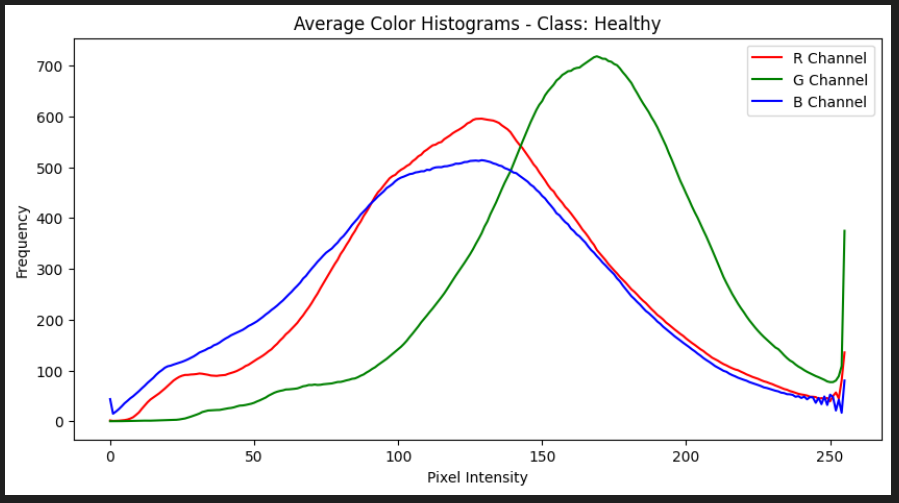 Average Color Histograms - Class: Healthy
R Channel
G Channel
B Channel
Frequency
700
600
500
400
300
200
100
0
0 50 100 150 200 250
Pixel Intensity